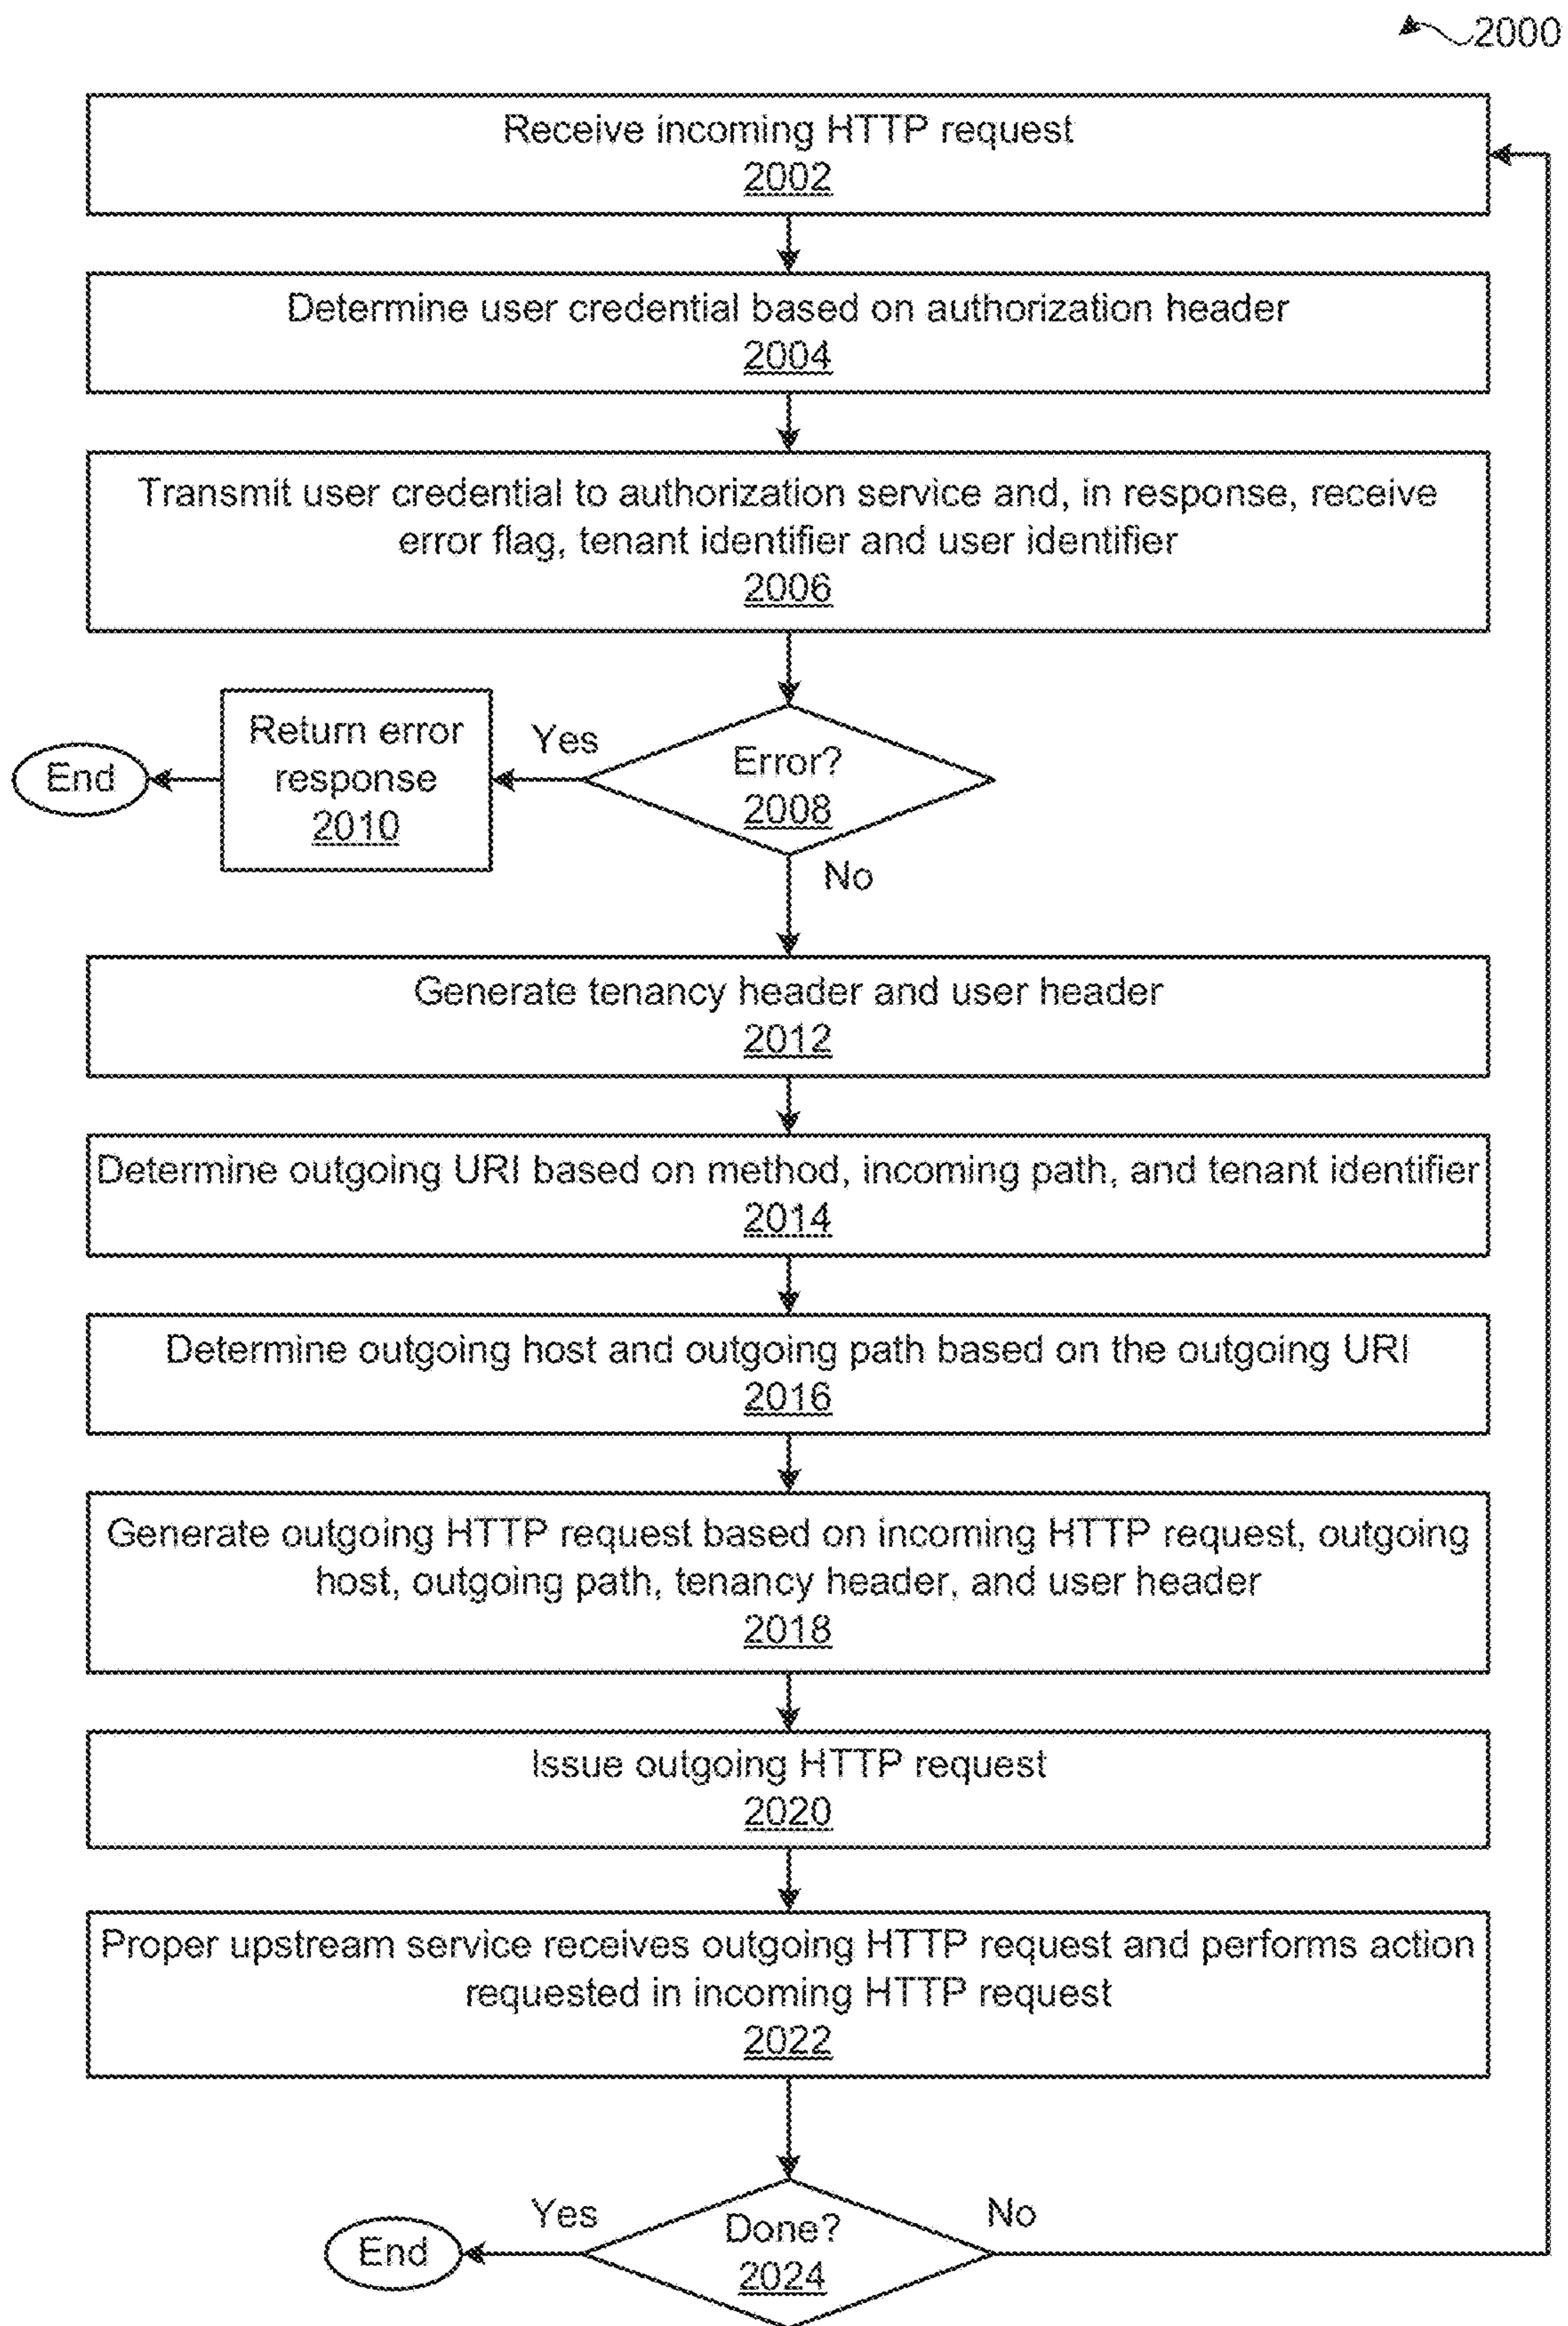 2000
Receive incoming HTTP request
2002
Determine user credential based on authorization header
2004
Transmit user credential to authorization service and, in response, receive
error flag, tenant identifier and user identifier
2006
Return error
response
2010
Yes
End
Error?
2008
No
Generate tenancy header and user header
2012
Determine outgoing URI based on method, incoming path, and tenant identifier
2014
Determine outgoing host and outgoing path based on the outgoing URI
2016
Generate outgoing HTTP request based on incoming HTTP request, outgoing
host, outgoing path, tenancy header, and user header
2018
Issue outgoing HTTP request
2020
Proper upstream service receives outgoing HTTP request and performs action
requested in incoming HTTP request
2022
Yes
No
End
Done?
2024